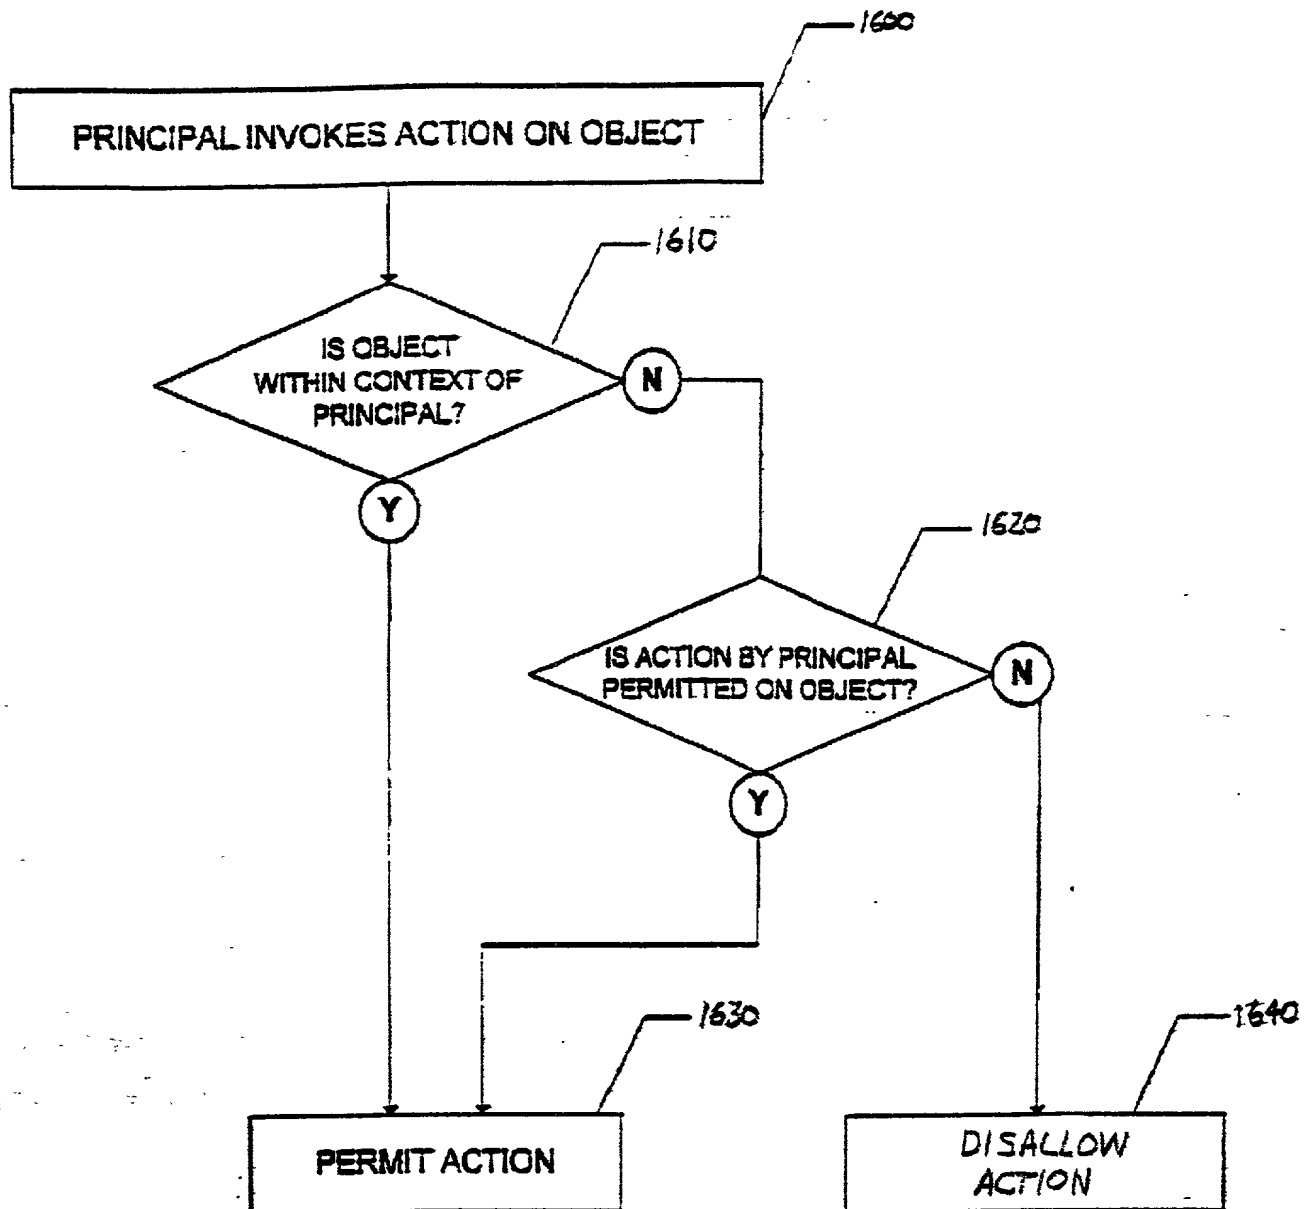 1600
PRINCIPAL INVOKES ACTION ON OBJECT
1610
IS OBJECT
WITHIN CONTEXT OF
PRINCIPAL?
N
Y
1620
IS ACTION BY PRINCIPAL
PERMITTED ON OBJECT?
N
Y
1630
1640
PERMIT ACTION
DISALLOW
ACTION